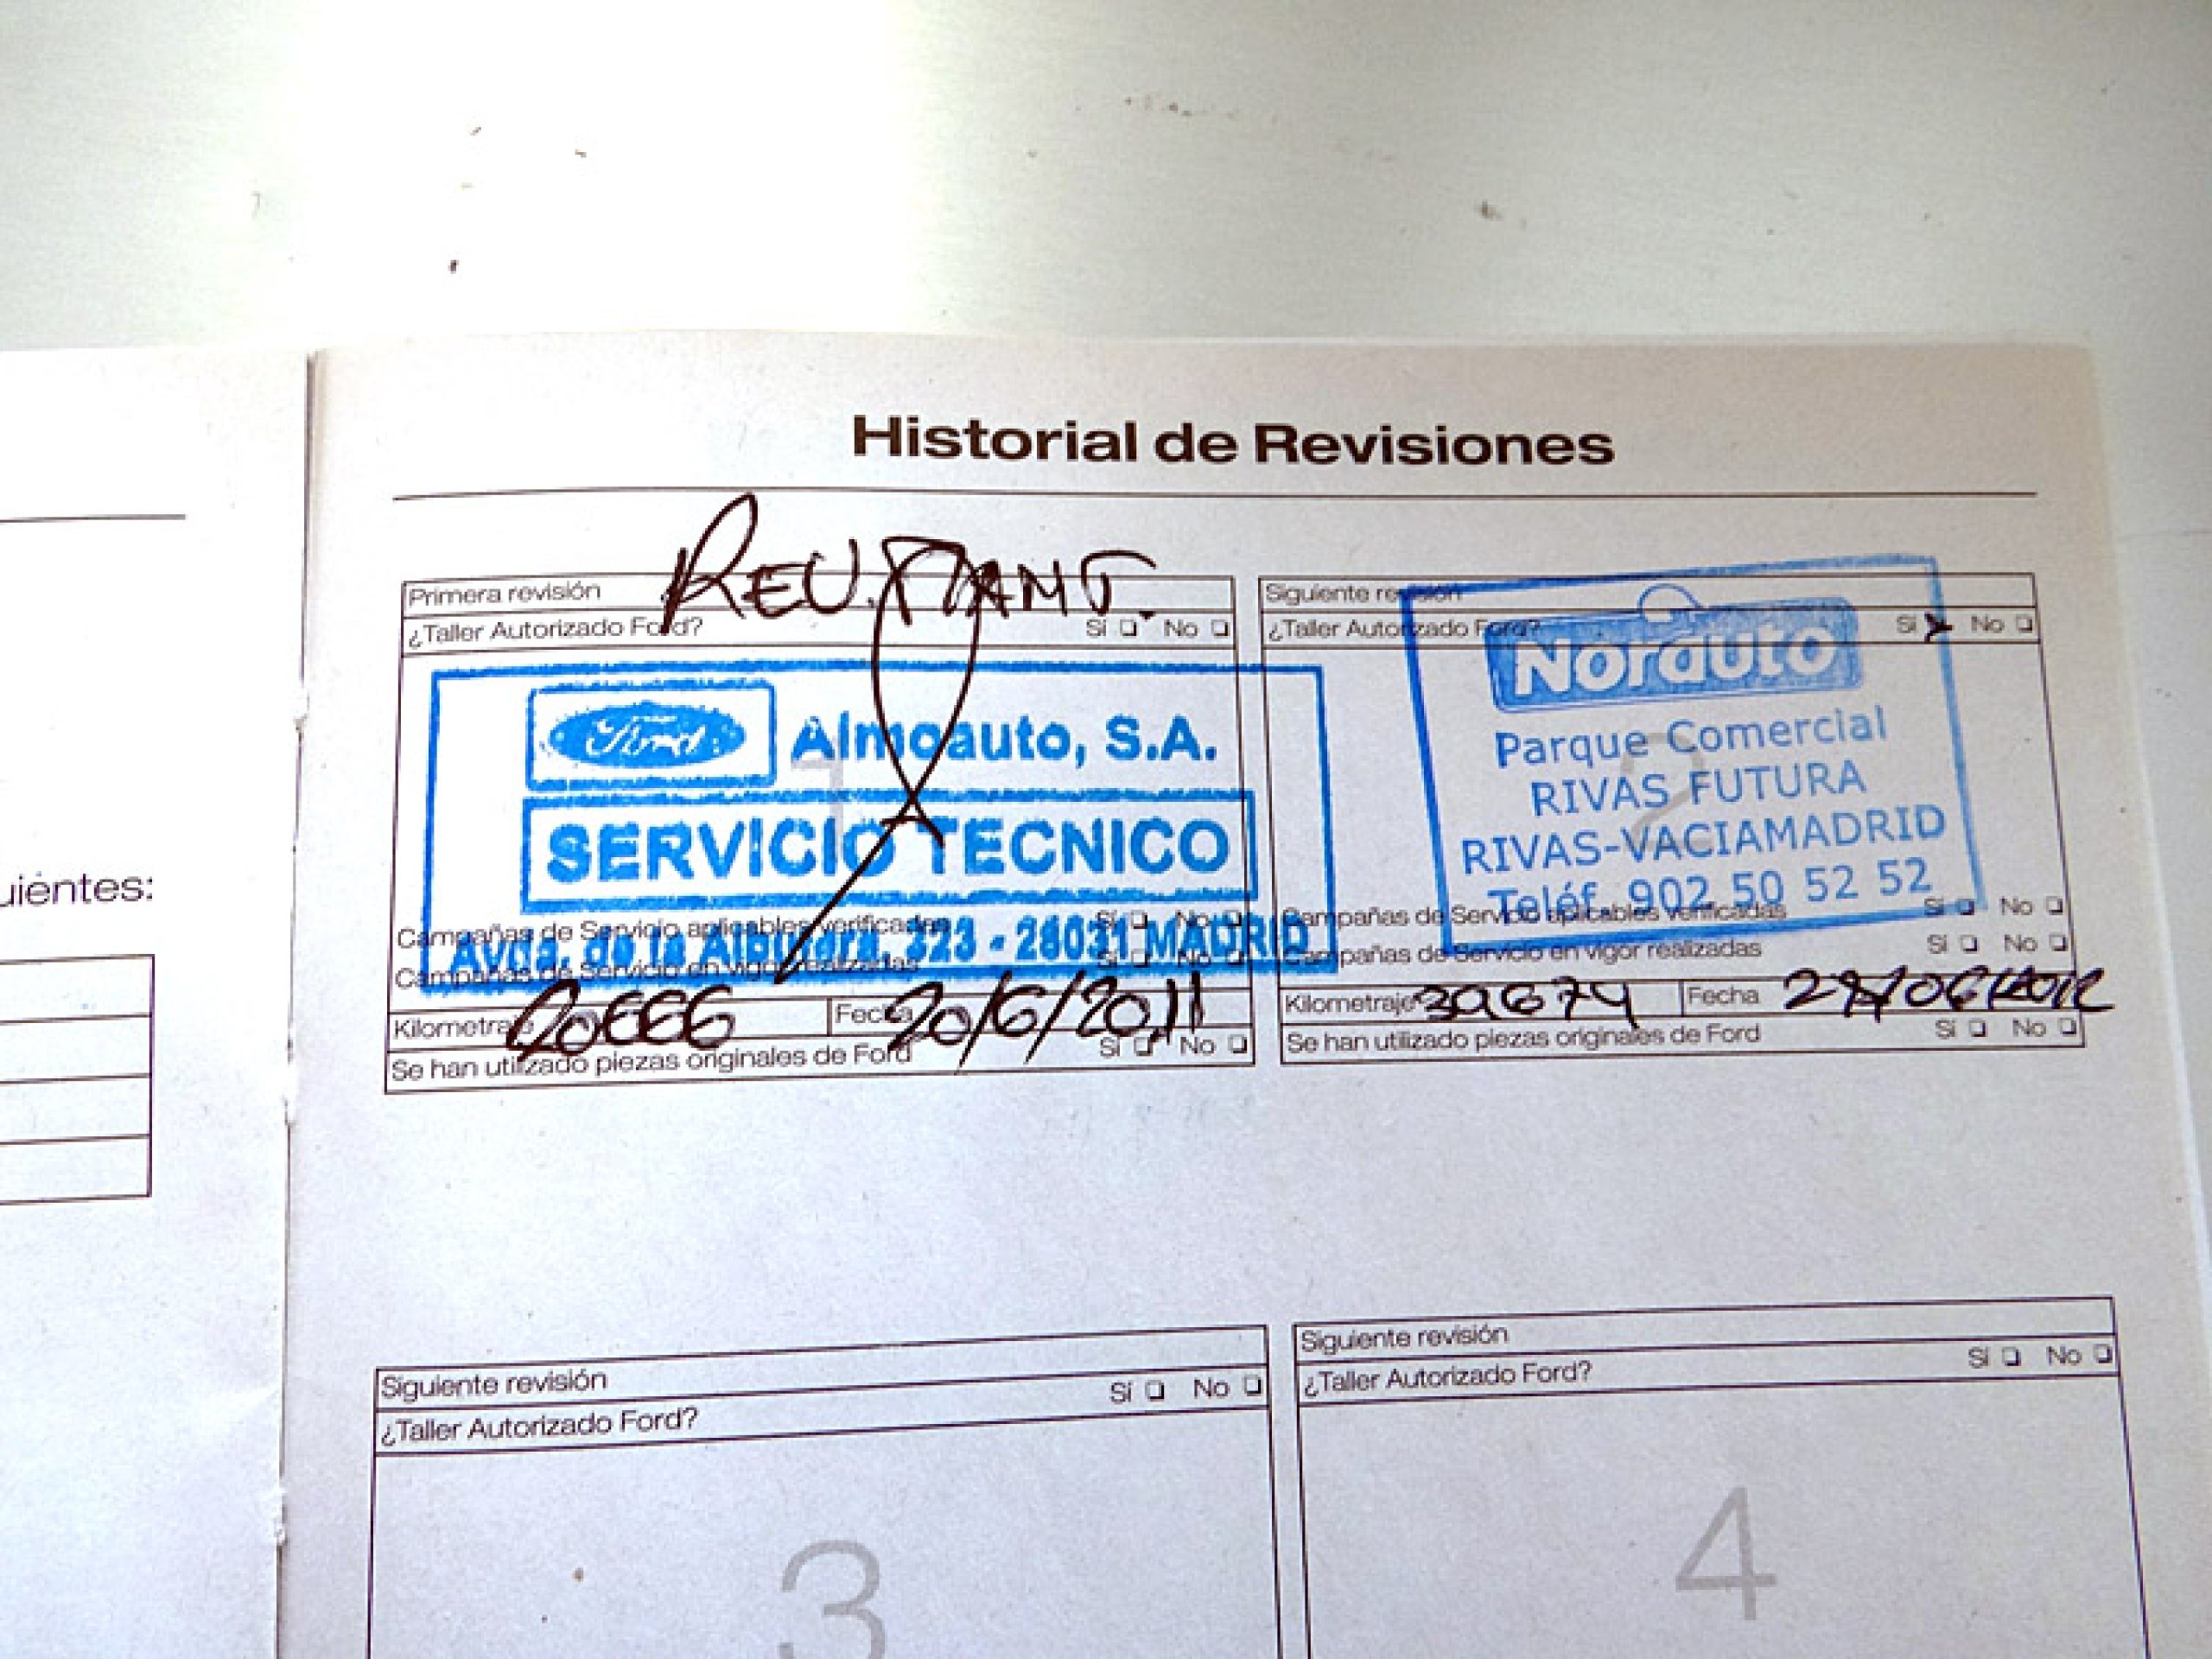 Historial de Revisiones
uientes:
Primera revisión
REV. MANT.
¿Taller Autorizado Ford? Sí No
Ford Almoauto, S.A.
1
SERVICIO TECNICO
Campañas de Servicio aplicables verificadas Sí No
Avda. de la Albufera, 323 - 28031 MADRID
Campañas de Servicio en vigor realizadas Sí No
Kilometraje Fecha 20/6/2011
Se han utilizado piezas originales de Ford Sí No
Siguiente revisión
¿Taller Autorizado Ford? Sí No
Norauto
Parque Comercial
2
RIVAS FUTURA
RIVAS-VACIAMADRID
Teléf. 902 50 52 52
Campañas de Servicio aplicables verificadas Sí No
Campañas de Servicio en vigor realizadas Sí No
Kilometraje Fecha
Se han utilizado piezas originales de Ford Sí No
Siguiente revisión
¿Taller Autorizado Ford? Sí No
3
Siguiente revisión
¿Taller Autorizado Ford? Sí No
4